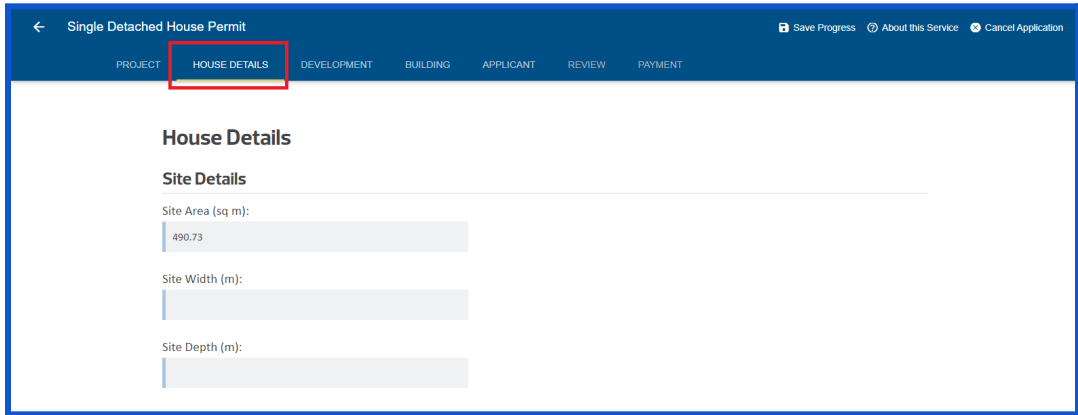 Single Detached House Permit Save Progress About this Service Cancel Application
PROJECT HOUSE DETAILS DEVELOPMENT BUILDING APPLICANT REVIEW PAYMENT
House Details
Site Details
Site Area (sq m):
490.73
Site Width (m):
Site Depth (m):